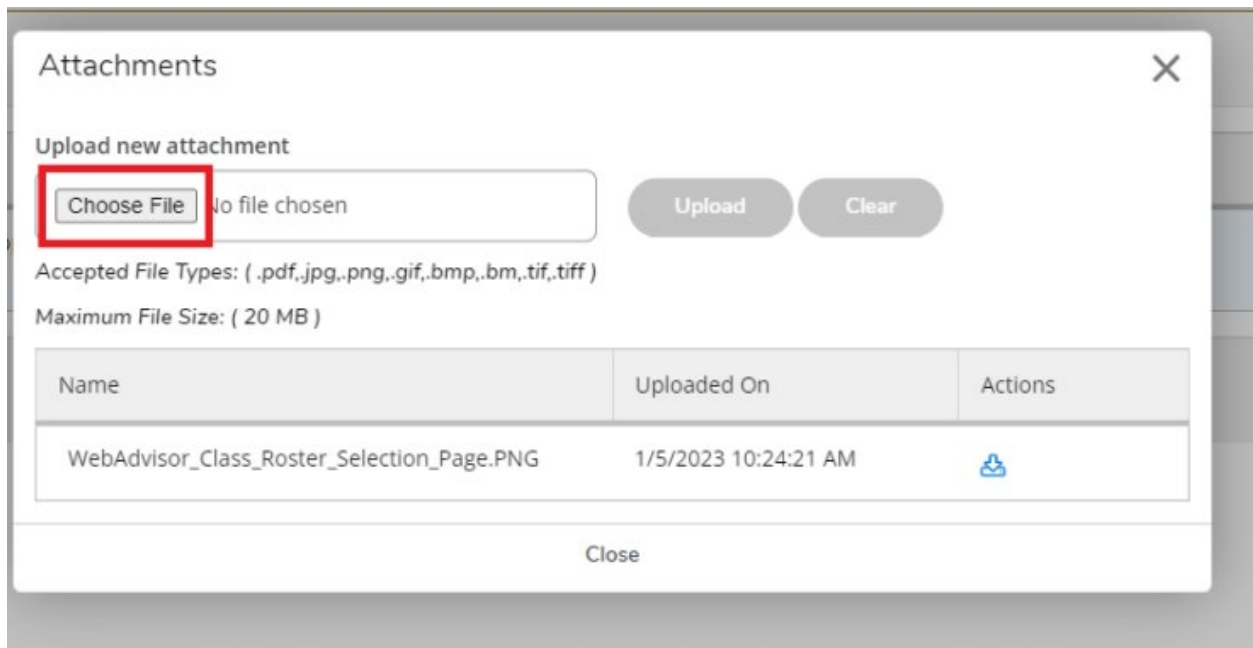 Attachments
Upload new attachment
Choose File No file chosen
Upload Clear
Accepted File Types: ( .pdf,.jpg,.png,.gif,.bmp,.bm,.tif,.tiff )
Maximum File Size: ( 20 MB )
Name Uploaded On Actions
WebAdvisor_Class_Roster_Selection_Page.PNG 1/5/2023 10:24:21 AM
Close